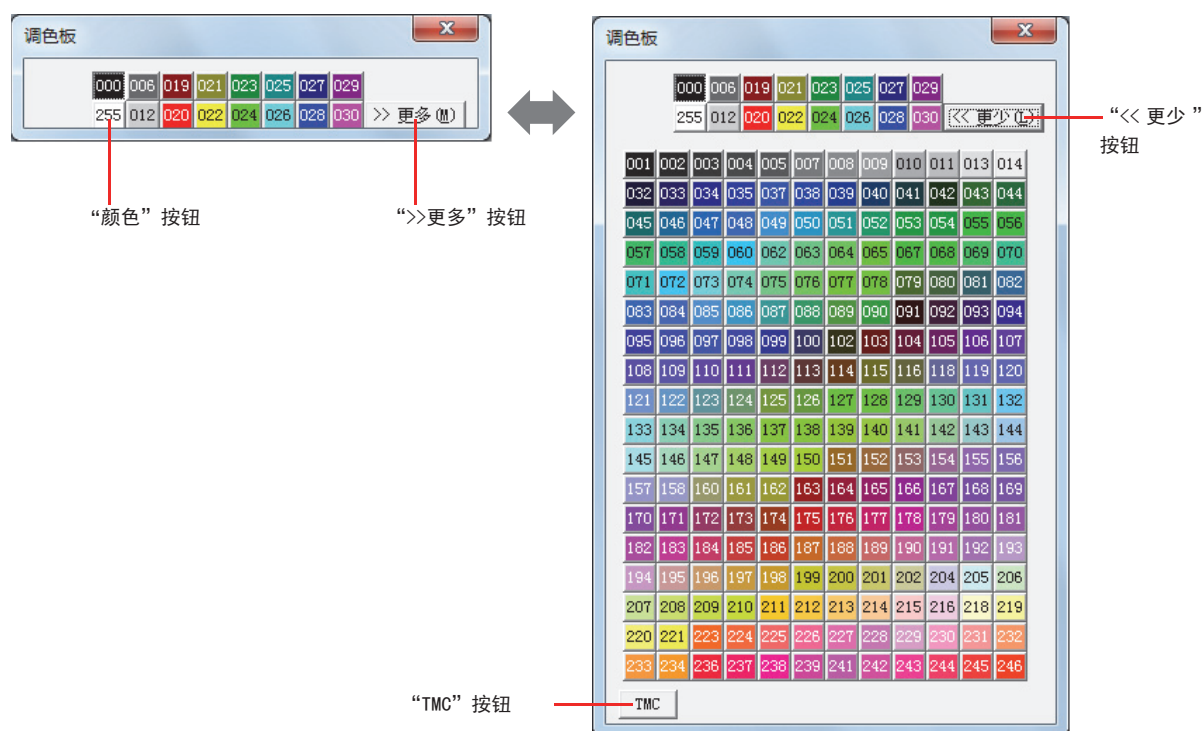 调色板
000 006 019 021 023 025 027 029
255 012 020 022 024 026 028 030 >> 更多(M)
“颜色”按钮
“>>更多”按钮
调色板
000 006 019 021 023 025 027 029
255 012 020 022 024 026 028 030 << 更少(L)
“<< 更少 ”
按钮
001 002 003 004 005 007 008 009 010 011 013 014
032 033 034 035 037 038 039 040 041 042 043 044
045 046 047 048 049 050 051 052 053 054 055 056
057 058 059 060 062 063 064 065 067 068 069 070
071 072 073 074 075 076 077 078 079 080 081 082
083 084 085 086 087 088 089 090 091 092 093 094
095 096 097 098 099 100 102 103 104 105 106 107
108 109 110 111 112 113 114 115 116 118 119 120
121 122 123 124 125 126 127 128 129 130 131 132
133 134 135 136 137 138 139 140 141 142 143 144
145 146 147 148 149 150 151 152 153 154 155 156
157 158 160 161 162 163 164 165 166 167 168 169
170 171 172 173 174 175 176 177 178 179 180 181
182 183 184 185 186 187 188 189 190 191 192 193
194 195 196 197 198 199 200 201 202 204 205 206
207 208 209 210 211 212 213 214 215 216 218 219
220 221 223 224 225 226 227 228 229 230 231 232
233 234 236 237 238 239 241 242 243 244 245 246
“TMC”按钮
TMC